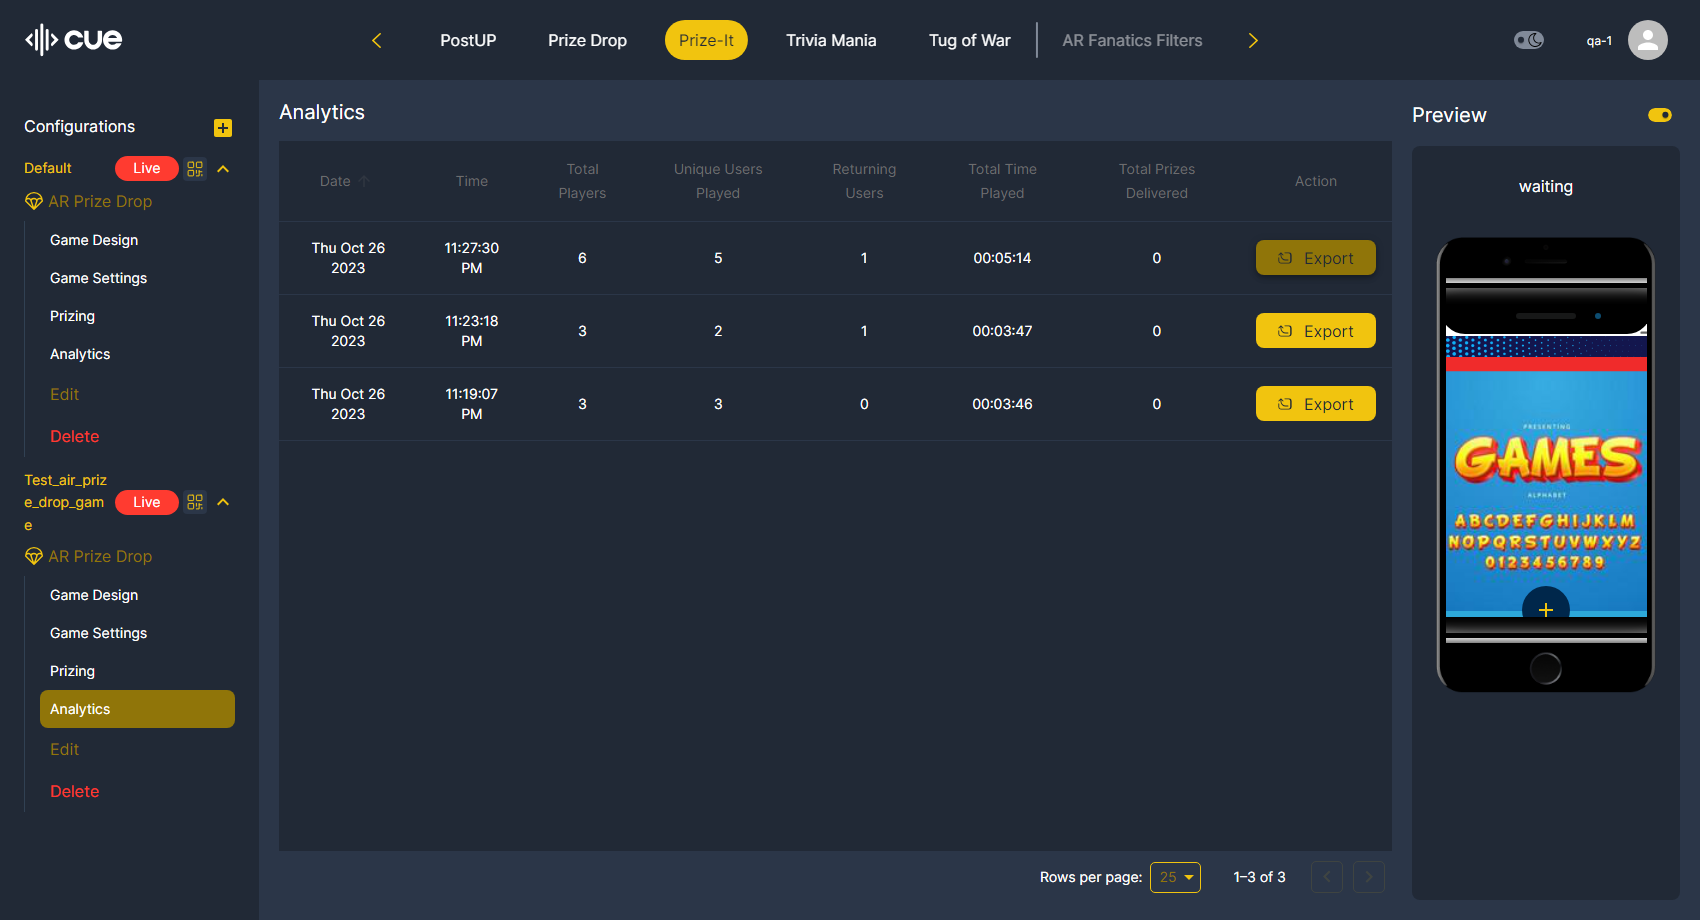 cue
PostUP Prize Drop Prize-It Trivia Mania Tug of War AR Fanatics Filters
qa-1
Configurations
Default Live
AR Prize Drop
Game Design
Game Settings
Prizing
Analytics
Edit
Delete
Test_air_priz
e_drop_gam
e
Live
AR Prize Drop
Game Design
Game Settings
Prizing
Analytics
Edit
Delete
Analytics
Date Time Total Players Unique Users Played Returning Users Total Time Played Total Prizes Delivered Action
Thu Oct 26 2023 11:27:30 PM 6 5 1 00:05:14 0 Export
Thu Oct 26 2023 11:23:18 PM 3 2 1 00:03:47 0 Export
Thu Oct 26 2023 11:19:07 PM 3 3 0 00:03:46 0 Export
Rows per page: 25 1–3 of 3
Preview
waiting
PRESENTING
GAMES
ALPHABET
ABCDEFGHIJKLM
NOPQRSTUVWXYZ
0123456789